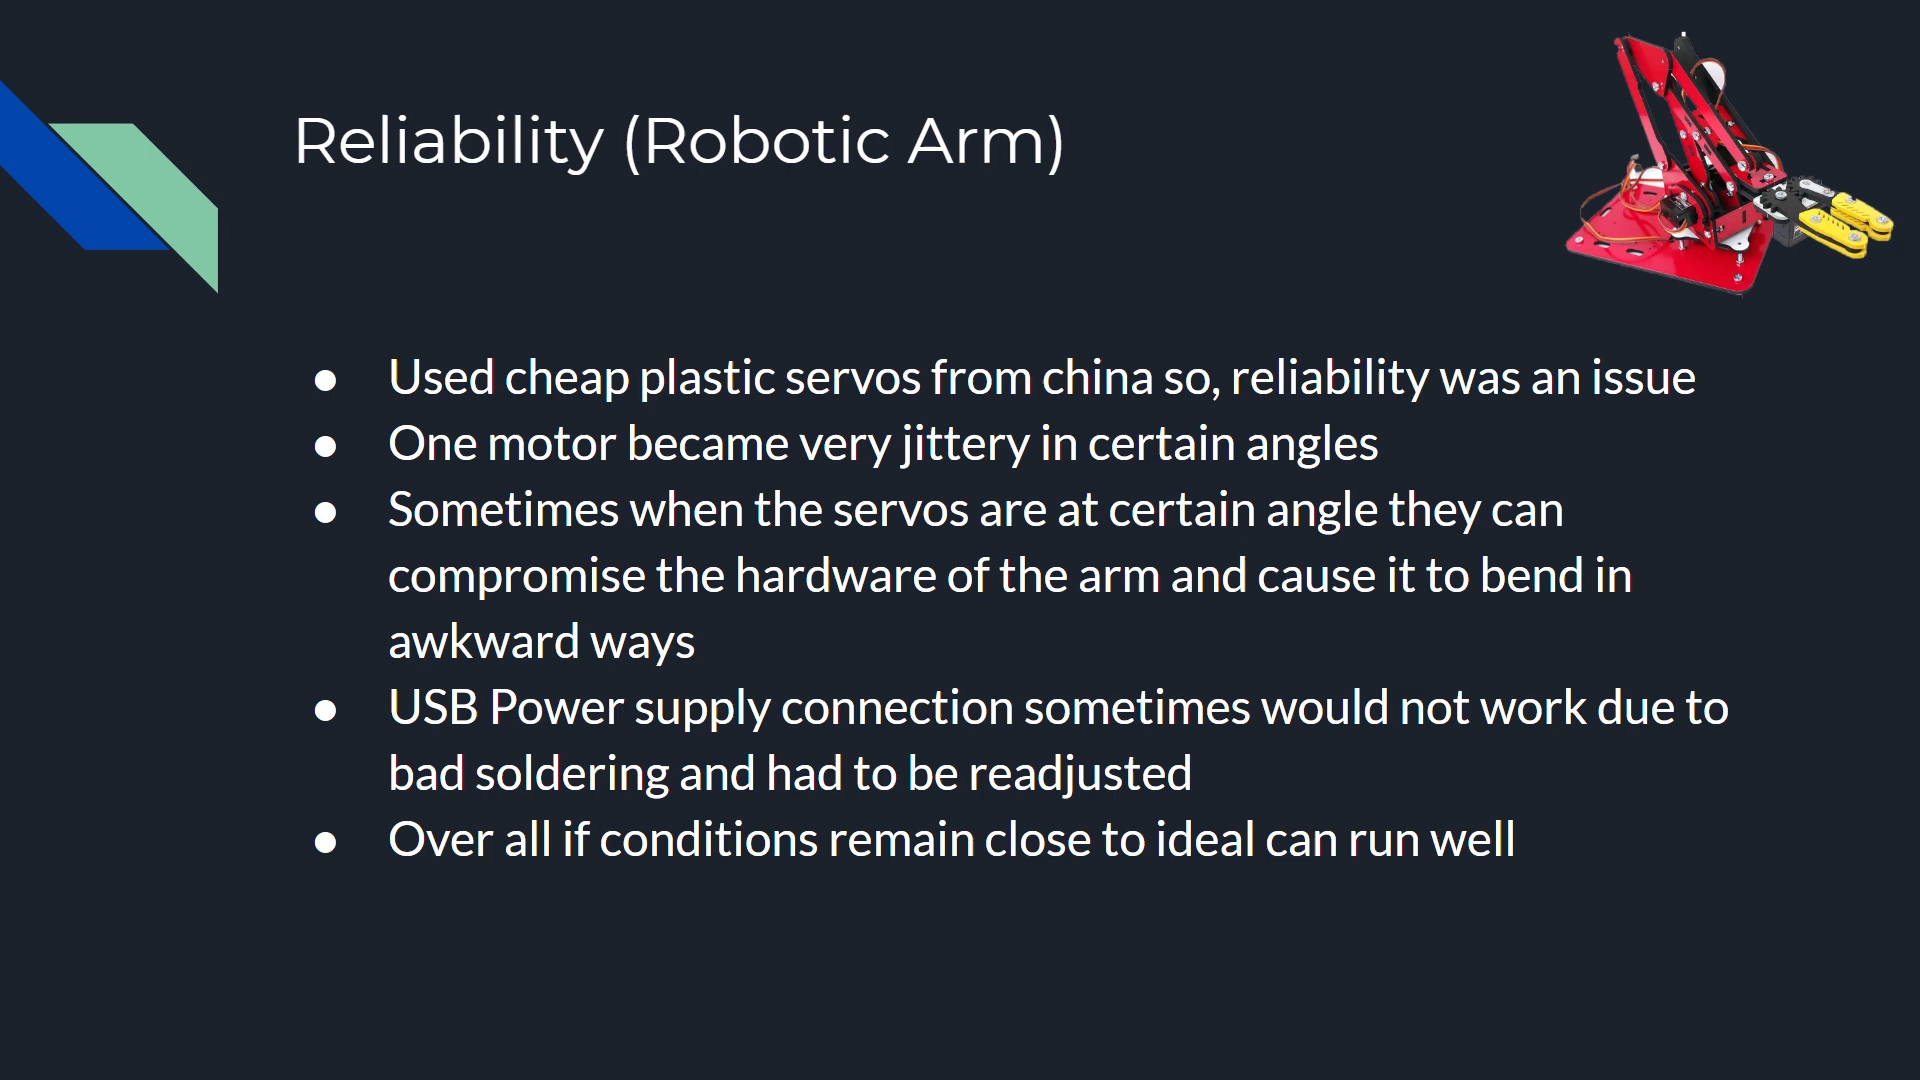 Reliability (Robotic Arm)
● Used cheap plastic servos from china so, reliability was an issue
● One motor became very jittery in certain angles
● Sometimes when the servos are at certain angle they can
compromise the hardware of the arm and cause it to bend in
awkward ways
● USB Power supply connection sometimes would not work due to
bad soldering and had to be readjusted
● Over all if conditions remain close to ideal can run well